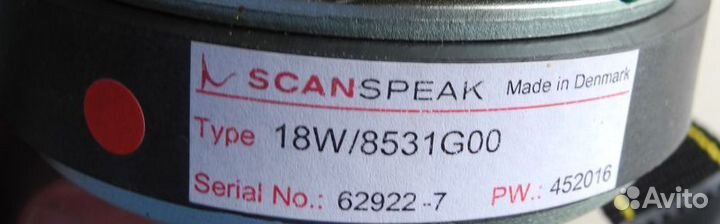 SCANSPEAK Made in Denmark
Type 18W/8531G00
Serial No.: 62922-7 PW.: 452016
Avito